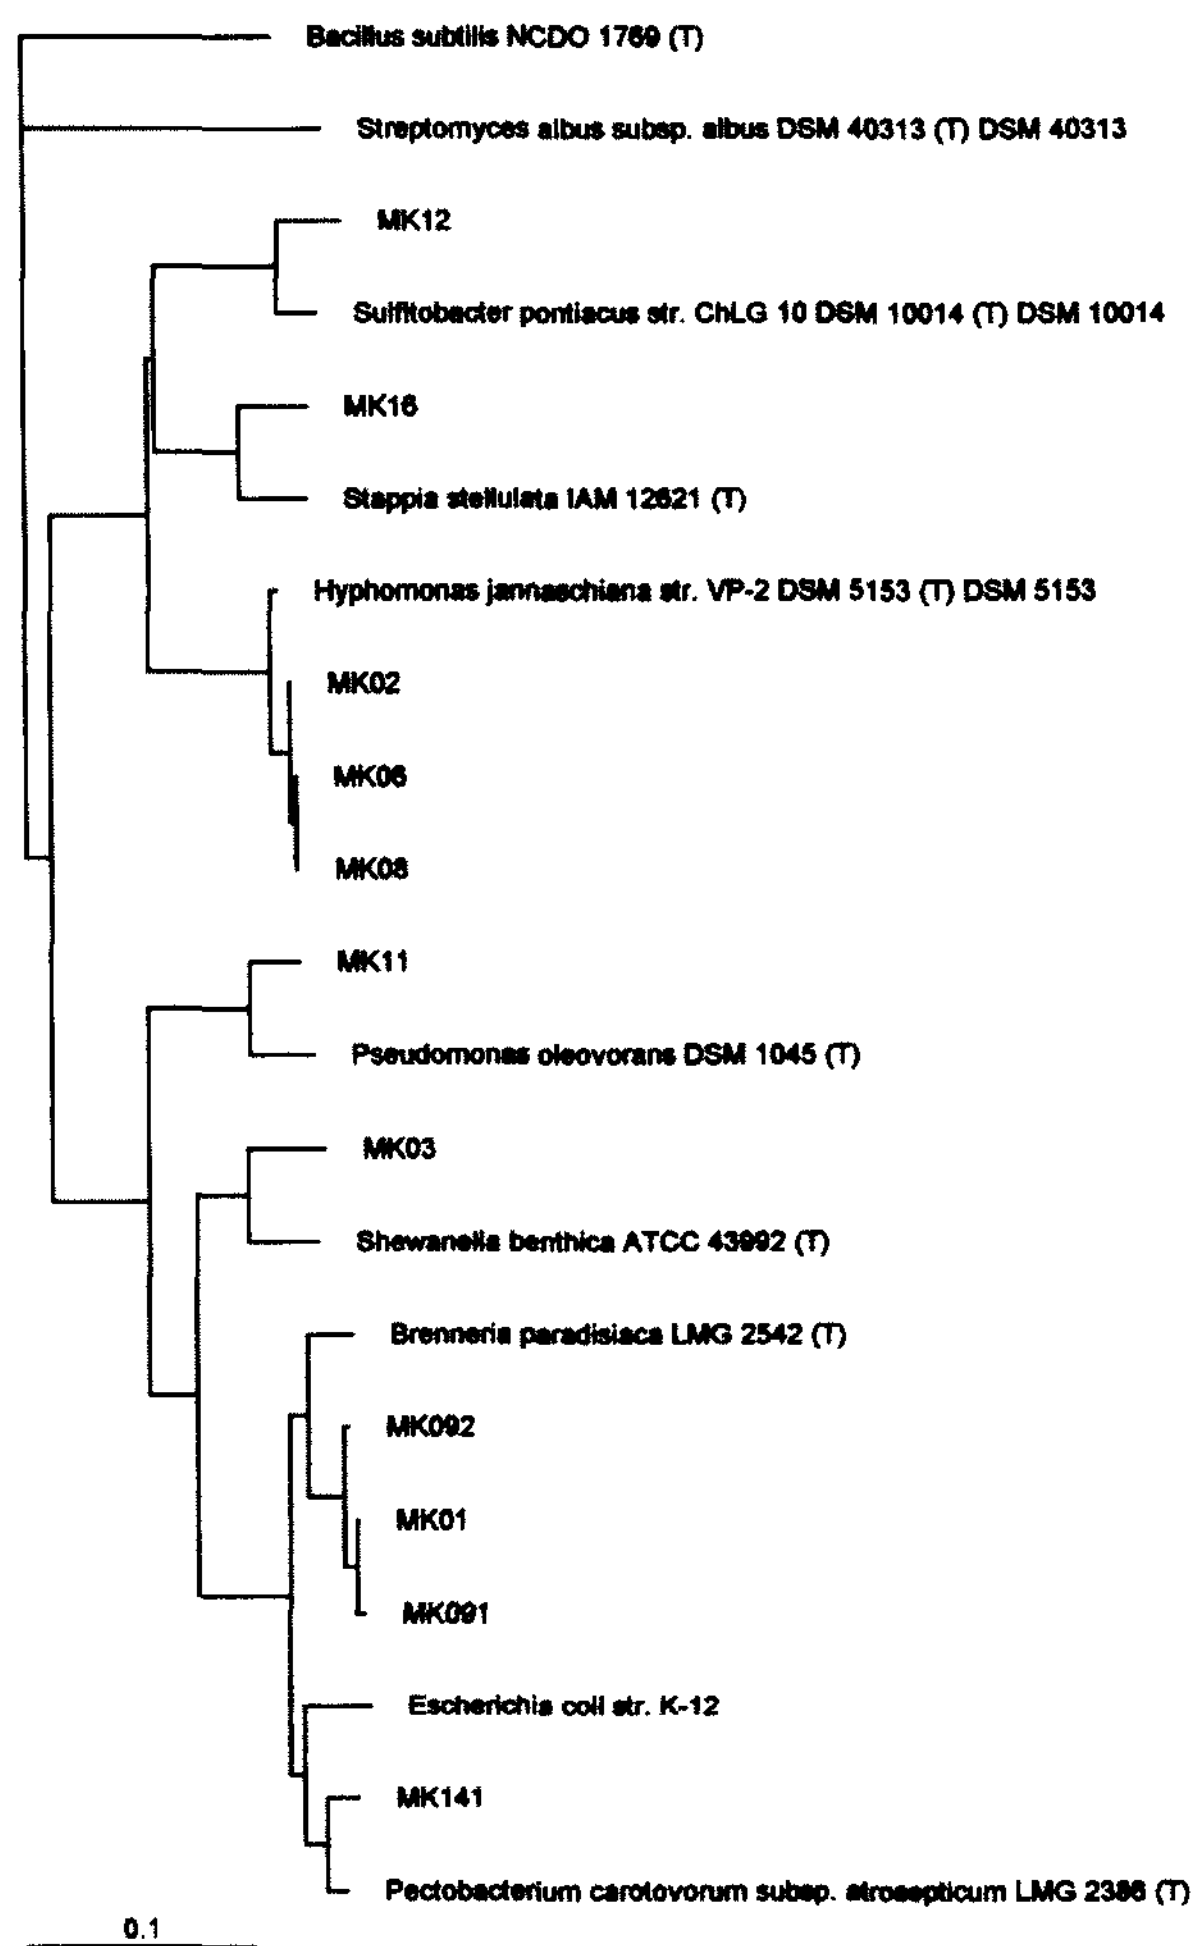 Bacillus subtilis NCDO 1769 (T)
Streptomyces albus subsp. albus DSM 40313 (T) DSM 40313
MK12
Sulfitobacter pontiacus str. ChLG 10 DSM 10014 (T) DSM 10014
MK16
Stappia stellulata IAM 12621 (T)
Hyphomonas jannaschiana str. VP-2 DSM 5153 (T) DSM 5153
MK02
MK06
MK08
MK11
Pseudomonas oleovorans DSM 1045 (T)
MK03
Shewanella benthica ATCC 43992 (T)
Brenneria paradisiaca LMG 2542 (T)
MK092
MK01
MK091
Escherichia coli str. K-12
MK141
Pectobacterium carotovorum subsp. atrosepticum LMG 2386 (T)
0.1